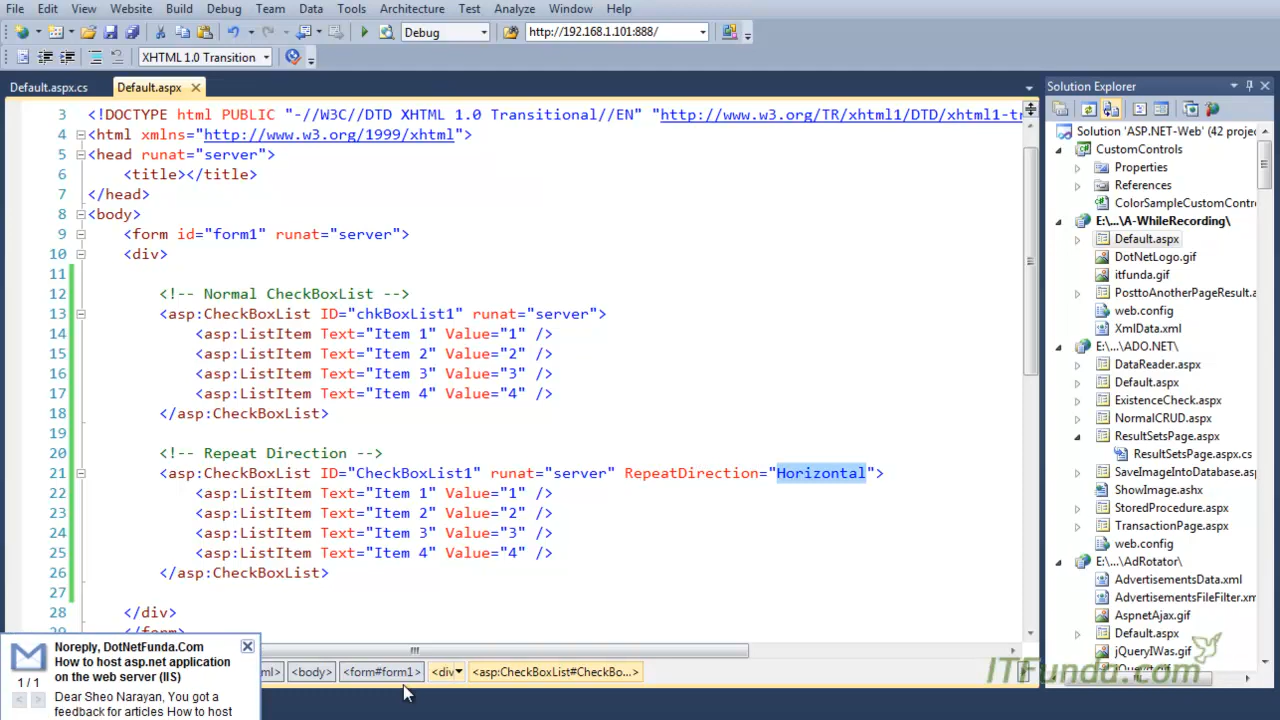 File Edit View Website Build Debug Team Data Tools Architecture Test Analyze Window Help
Debug http://192.168.1.101:888/
XHTML 1.0 Transition
Default.aspx.cs Default.aspx
3 <!DOCTYPE html PUBLIC "-//W3C//DTD XHTML 1.0 Transitional//EN" "http://www.w3.org/TR/xhtml1/DTD/xhtml1-tr
4 <html xmlns="http://www.w3.org/1999/xhtml">
5 <head runat="server">
6 <title></title>
7 </head>
8 <body>
9 <form id="form1" runat="server">
10 <div>
11
12 <!-- Normal CheckBoxList -->
13 <asp:CheckBoxList ID="chkBoxList1" runat="server">
14 <asp:ListItem Text="Item 1" Value="1" />
15 <asp:ListItem Text="Item 2" Value="2" />
16 <asp:ListItem Text="Item 3" Value="3" />
17 <asp:ListItem Text="Item 4" Value="4" />
18 </asp:CheckBoxList>
19
20 <!-- Repeat Direction -->
21 <asp:CheckBoxList ID="CheckBoxList1" runat="server" RepeatDirection="Horizontal">
22 <asp:ListItem Text="Item 1" Value="1" />
23 <asp:ListItem Text="Item 2" Value="2" />
24 <asp:ListItem Text="Item 3" Value="3" />
25 <asp:ListItem Text="Item 4" Value="4" />
26 </asp:CheckBoxList>
27
28 </div>
</form>
<body> <form#form1> <div> <asp:CheckBoxList#CheckBo...>
Noreply, DotNetFunda.Com
How to host asp.net application
on the web server (IIS)
1 / 1
Dear Sheo Narayan, You got a
feedback for articles How to host
Solution Explorer
Solution 'ASP.NET-Web' (42 projec
CustomControls
Properties
References
ColorSampleCustomContro
E:\...\A-WhileRecording\
Default.aspx
DotNetLogo.gif
itfunda.gif
PosttoAnotherPageResult.a
web.config
XmlData.xml
E:\...\ADO.NET\
DataReader.aspx
Default.aspx
ExistenceCheck.aspx
NormalCRUD.aspx
ResultSetsPage.aspx
ResultSetsPage.aspx.cs
SaveImageIntoDatabase.asp
ShowImage.ashx
StoredProcedure.aspx
TransactionPage.aspx
web.config
E:\...\AdRotator\
AdvertisementsData.xml
AdvertisementsFileFilter.xm
AspnetAjax.gif
Default.aspx
jQueryIWas.gif
ITFunda.com